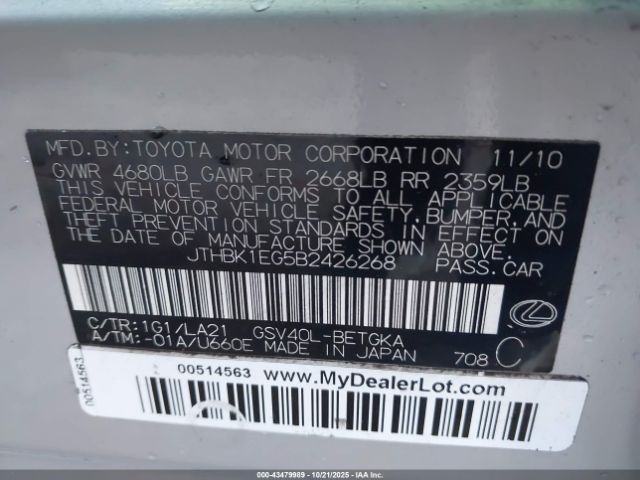 MFD.BY:TOYOTA MOTOR CORPORATION 11/10
GVWR 4680LB GAWR FR 2668LB RR 2359LB
THIS VEHICLE CONFORMS TO ALL APPLICABLE
FEDERAL MOTOR VEHICLE SAFETY,BUMPER,AND
THEFT PREVENTION STANDARDS IN EFFECT ON
THE DATE OF MANUFACTURE SHOWN ABOVE.
JTHBK1EG5B2426268 PASS.CAR
C/TR:1G1/LA21 GSV40L-BETGKA
A/TM:-01A/U660E MADE IN JAPAN 708 C
00514563
00514563 www.MyDealerLot.com
000-43479989 | 10/21/2025 | Copyright: IAA, Inc.